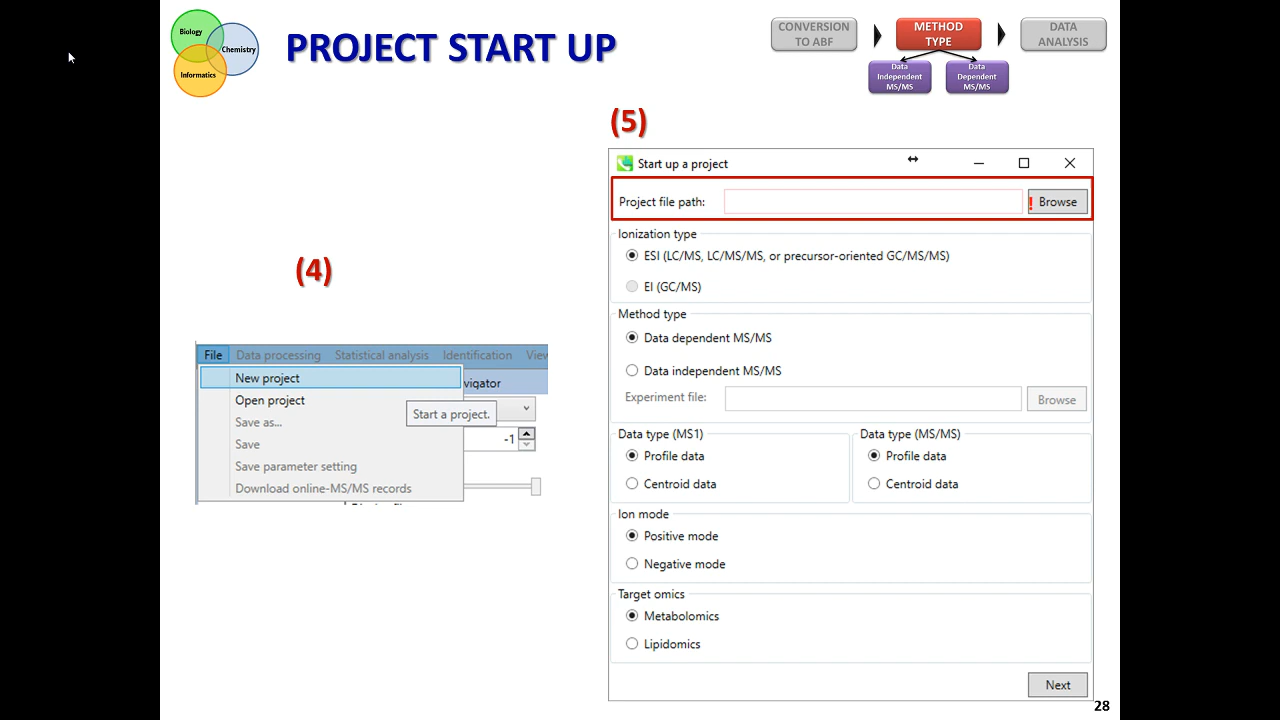 Biology
Chemistry
Informatics
PROJECT START UP
CONVERSION
TO ABF
METHOD
TYPE
DATA
ANALYSIS
Data
Independent
MS/MS
Data
Dependent
MS/MS
(4)
File Data processing Statistical analysis Identification View
New project
vigator
Open project
Start a project.
Save as...
Save
-1
Save parameter setting
Download online-MS/MS records
(5)
Start up a project
Project file path:
! Browse
Ionization type
ESI (LC/MS, LC/MS/MS, or precursor-oriented GC/MS/MS)
EI (GC/MS)
Method type
Data dependent MS/MS
Data independent MS/MS
Experiment file:
Browse
Data type (MS1)
Profile data
Centroid data
Data type (MS/MS)
Profile data
Centroid data
Ion mode
Positive mode
Negative mode
Target omics
Metabolomics
Lipidomics
Next
28